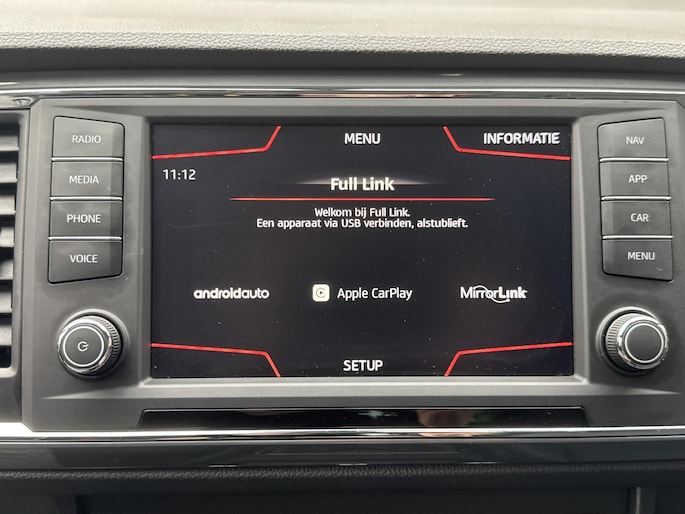 RADIO
MEDIA
PHONE
VOICE
MENU
INFORMATIE
11:12
Full Link
Welkom bij Full Link.
Een apparaat via USB verbinden, alstublieft.
androidauto
Apple CarPlay
MirrorLink
SETUP
NAV
APP
CAR
MENU